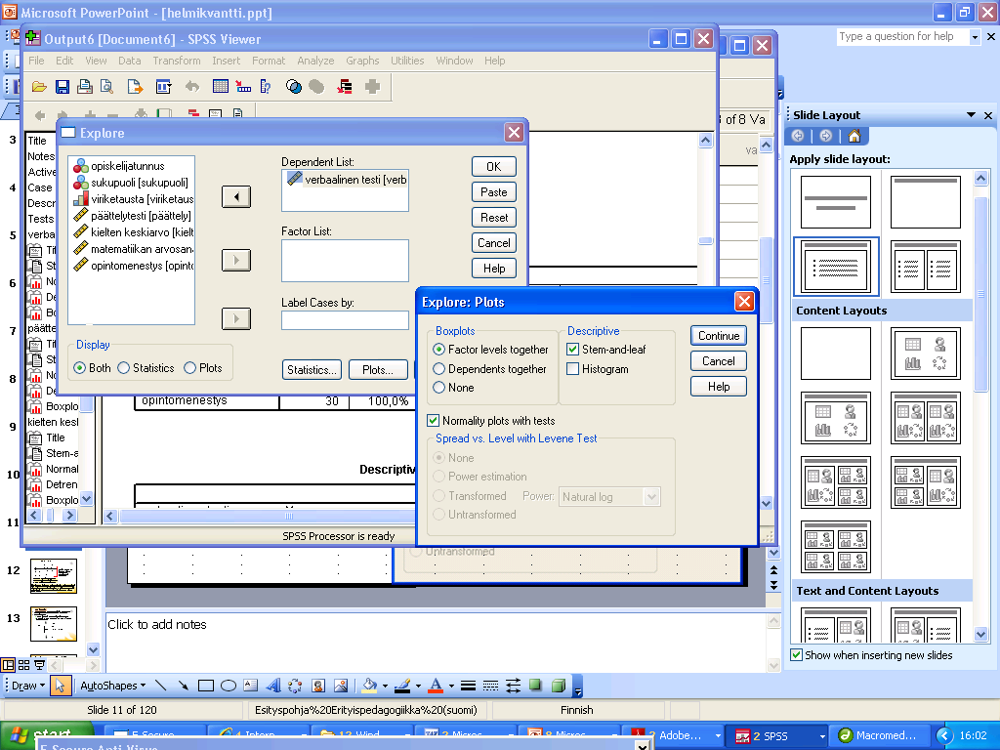 Microsoft PowerPoint - [helmikvantti.ppt]
Type a question for help
Output6 [Document6] - SPSS Viewer
File Edit View Data Transform Insert Format Analyze Graphs Utilities Window Help
of 8 Va
va
Explore
opiskelijatunnus
sukupuoli [sukupuoli]
viriketausta [viriketaus
päättelytesti [päättely]
kielten keskiarvo [kielt
matematiikan arvosan
opintomenestys [opinto
Dependent List:
verbaalinen testi [verb
Factor List:
Label Cases by:
OK
Paste
Reset
Cancel
Help
Display
Both Statistics Plots
Statistics...
Plots...
3
4
5
6
7
8
9
10
11
12
13
Title
Notes
Active
Case
Descr
Tests
verba
Tit
St
No
De
Bo
päätte
Tit
St
No
De
Boxplo
kielten kesl
Title
Stem-a
Normal
Detren
Boxplo
opintomenestys 30 100,0%
Descriptiv
SPSS Processor is ready
Explore: Plots
Boxplots
Factor levels together
Dependents together
None
Descriptive
Stem-and-leaf
Histogram
Continue
Cancel
Help
Normality plots with tests
Spread vs. Level with Levene Test
None
Power estimation
Transformed Power: Natural log
Untransformed
Untransformed
Slide Layout
Apply slide layout:
Content Layouts
Text and Content Layouts
Show when inserting new slides
Click to add notes
Draw AutoShapes
Slide 11 of 120
Esityspohja%20Erityispedagogiikka%20(suomi)
Finnish
start
F-Secure
4 Intern...
12 Wind...
2 Micros...
8 Micros...
2 Adobe...
2 SPSS
Macromed...
16:02
F-Secure Anti-Virus